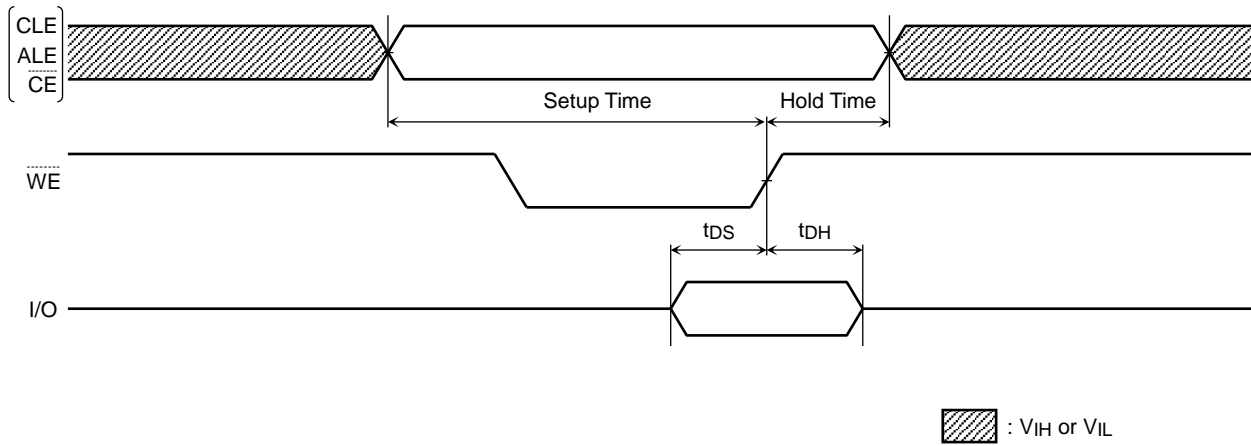 CLE
ALE
CE
Setup Time
Hold Time
WE
tDS
tDH
I/O
: VIH or VIL